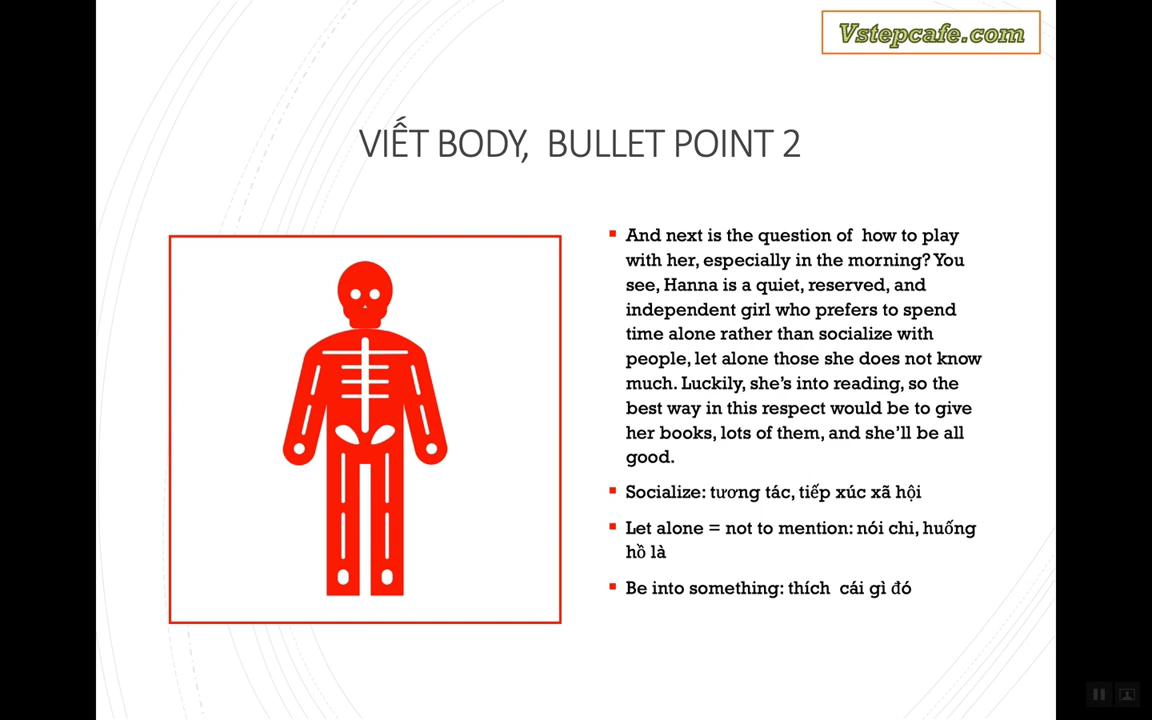 Vstepcafe.com
VIẾT BODY, BULLET POINT 2
And next is the question of how to play
with her, especially in the morning? You
see, Hanna is a quiet, reserved, and
independent girl who prefers to spend
time alone rather than socialize with
people, let alone those she does not know
much. Luckily, she's into reading, so the
best way in this respect would be to give
her books, lots of them, and she'll be all
good.
Socialize: tương tác, tiếp xúc xã hội
Let alone = not to mention: nói chi, huống
hồ là
Be into something: thích cái gì đó